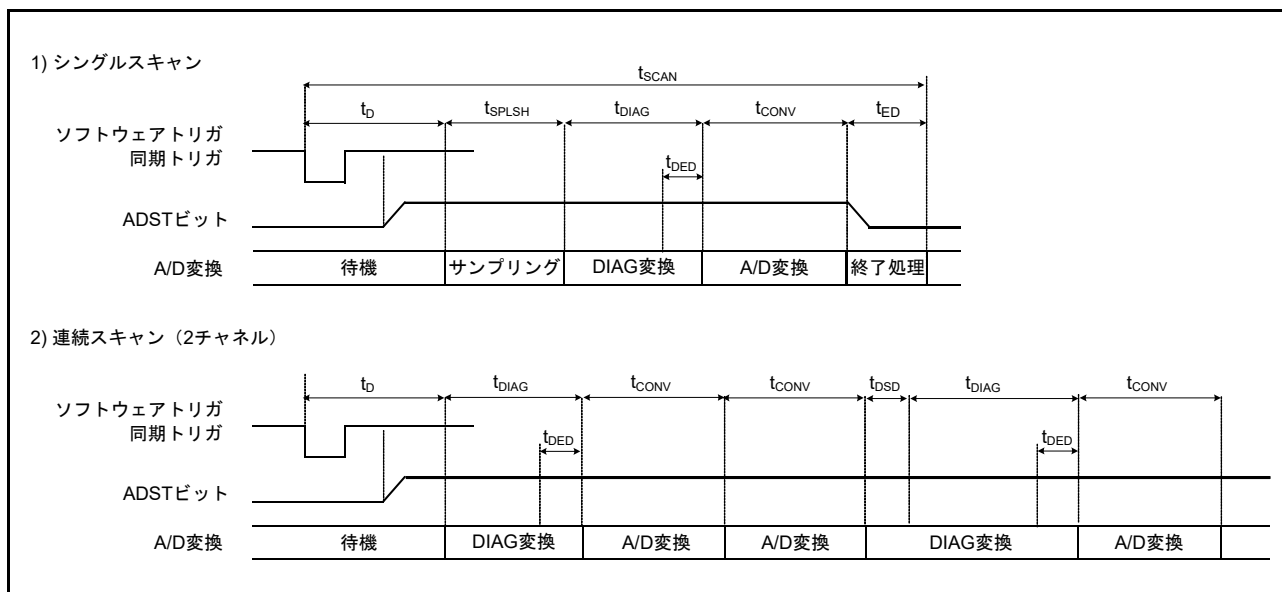 1) シングルスキャン
tSCAN
tD tSPLSH tDIAG tCONV tED
ソフトウェアトリガ
同期トリガ
tDED
ADSTビット
A/D変換 待機 サンプリング DIAG変換 A/D変換 終了処理
2) 連続スキャン（2チャネル）
tD tDIAG tCONV tCONV tDSD tDIAG tCONV
ソフトウェアトリガ
同期トリガ
tDED tDED
ADSTビット
A/D変換 待機 DIAG変換 A/D変換 A/D変換 DIAG変換 A/D変換